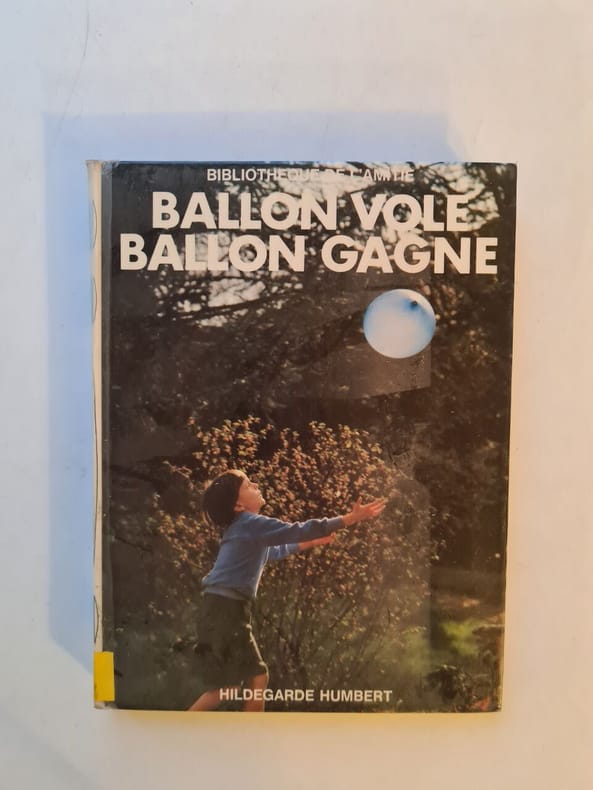 BIBLIOTHEQUE DE L'AMITIE
BALLON VOLE
BALLON GAGNE
HILDEGARDE HUMBERT